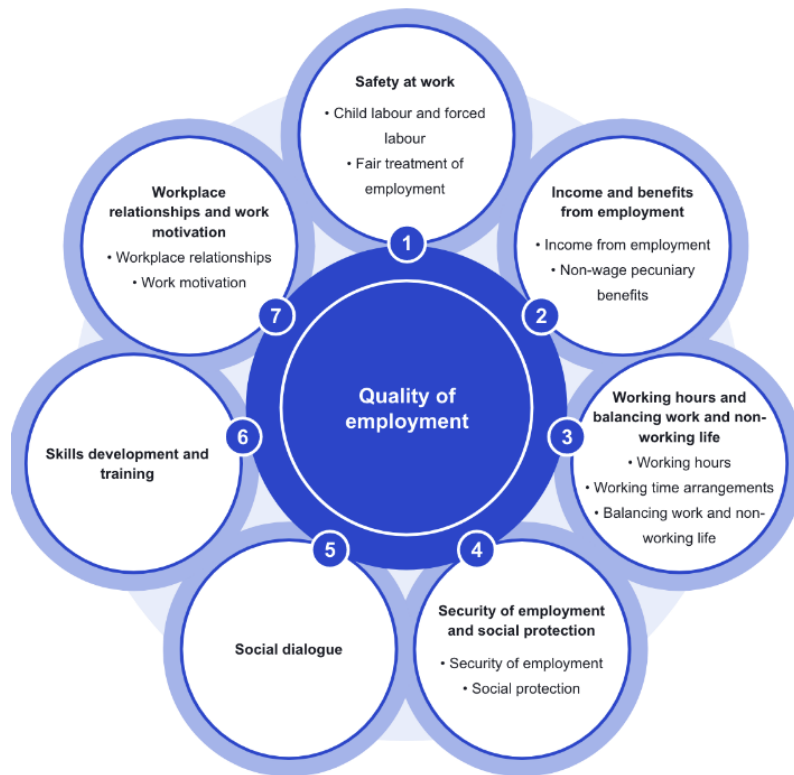 Safety at work
• Child labour and forced
labour
• Fair treatment of
employment
1
Income and benefits
from employment
• Income from employment
• Non-wage pecuniary
benefits
2
Working hours and
balancing work and non-
working life
• Working hours
• Working time arrangements
• Balancing work and non-
working life
3
Security of employment
and social protection
• Security of employment
• Social protection
4
Social dialogue
5
Skills development and
training
6
Workplace
relationships and work
motivation
• Workplace relationships
• Work motivation
7
Quality of
employment